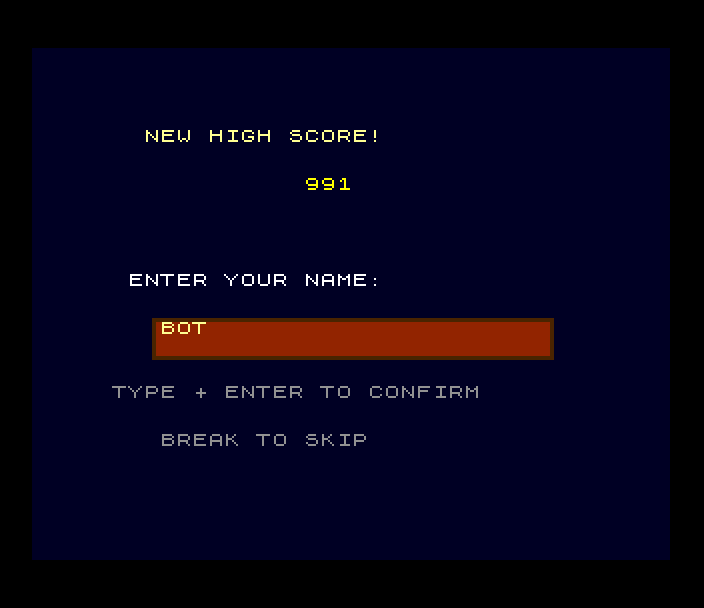 NEW HIGH SCORE!
991
ENTER YOUR NAME:
BOT
TYPE + ENTER TO CONFIRM
BREAK TO SKIP